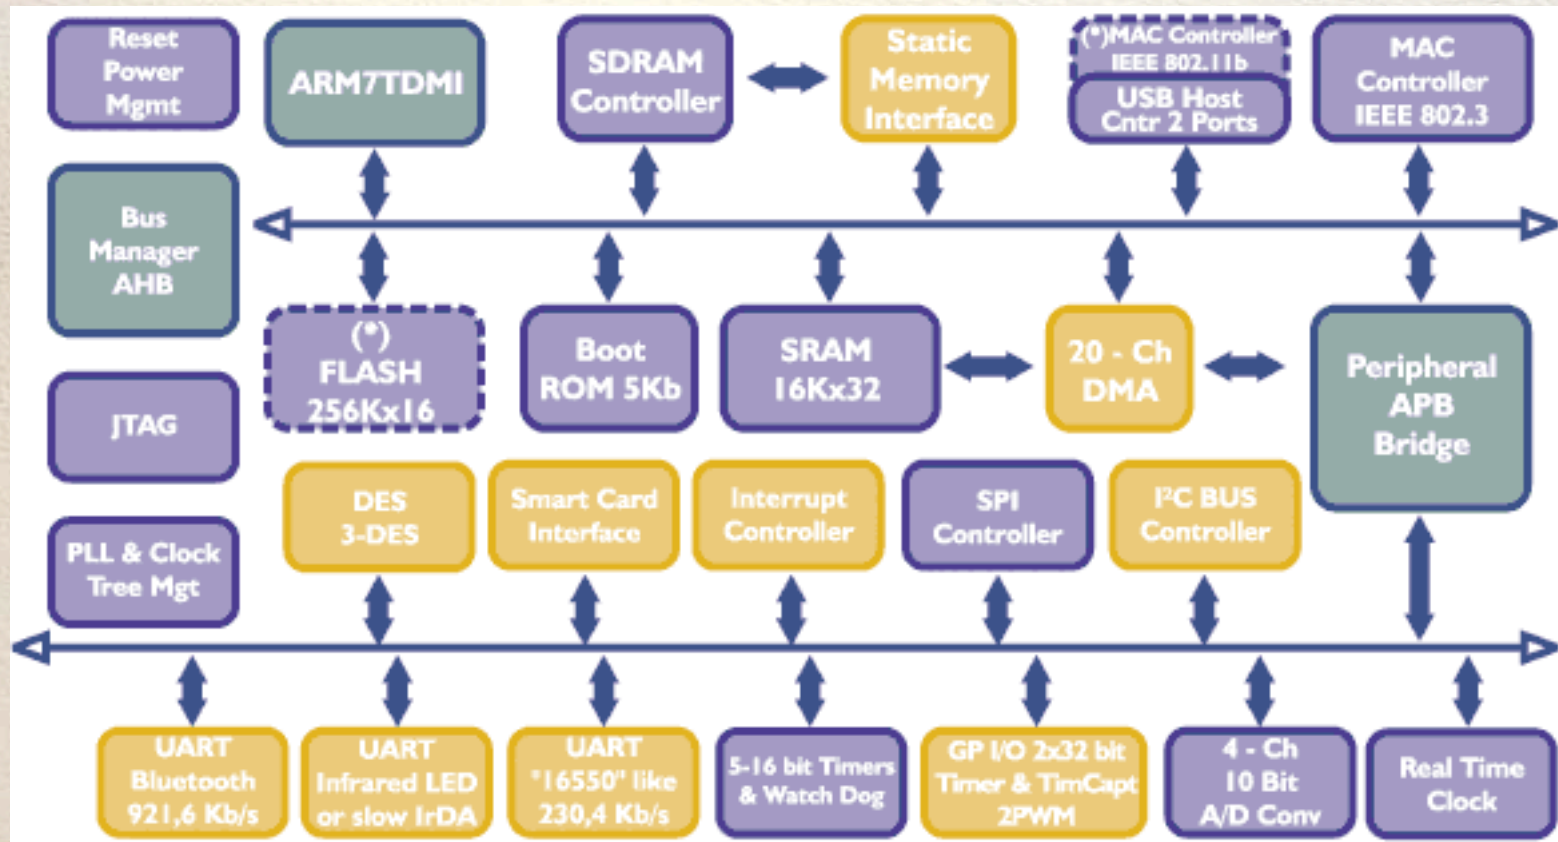 Reset
Power
Mgmt
ARM7TDMI
SDRAM
Controller
Static
Memory
Interface
(*)MAC Controller
IEEE 802.11b
USB Host
Cntr 2 Ports
MAC
Controller
IEEE 802.3
Bus
Manager
AHB
(*)
FLASH
256Kx16
Boot
ROM 5Kb
SRAM
16Kx32
20 - Ch
DMA
Peripheral
APB
Bridge
JTAG
DES
3-DES
Smart Card
Interface
Interrupt
Controller
SPI
Controller
I²C BUS
Controller
PLL & Clock
Tree Mgt
UART
Bluetooth
921,6 Kb/s
UART
Infrared LED
or slow IrDA
UART
"16550" like
230,4 Kb/s
5-16 bit Timers
& Watch Dog
GP I/O 2x32 bit
Timer & TimCapt
2PWM
4 - Ch
10 Bit
A/D Conv
Real Time
Clock